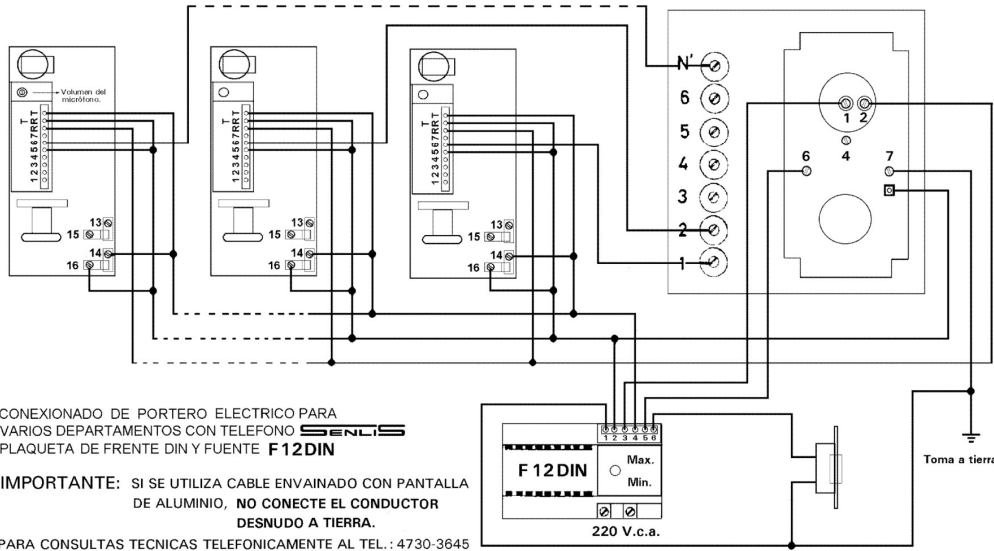 Volumen del
micrófono.
T
1 2 3 4 5 6 7 R R T
13
15
14
16
T
1 2 3 4 5 6 7 R R T
13
15
14
16
T
1 2 3 4 5 6 7 R R T
13
15
14
16
N'
6
5
4
3
2
1
1 2
4
6 7
CONEXIONADO DE PORTERO ELECTRICO PARA
VARIOS DEPARTAMENTOS CON TELEFONO SENLIS
PLAQUETA DE FRENTE DIN Y FUENTE F12DIN
IMPORTANTE: SI SE UTILIZA CABLE ENVAINADO CON PANTALLA
DE ALUMINIO, NO CONECTE EL CONDUCTOR
DESNUDO A TIERRA.
PARA CONSULTAS TECNICAS TELEFONICAMENTE AL TEL.: 4730-3645
1 2 3 4 5 6
F12DIN
Max.
Min.
220 V.c.a.
Toma a tierra